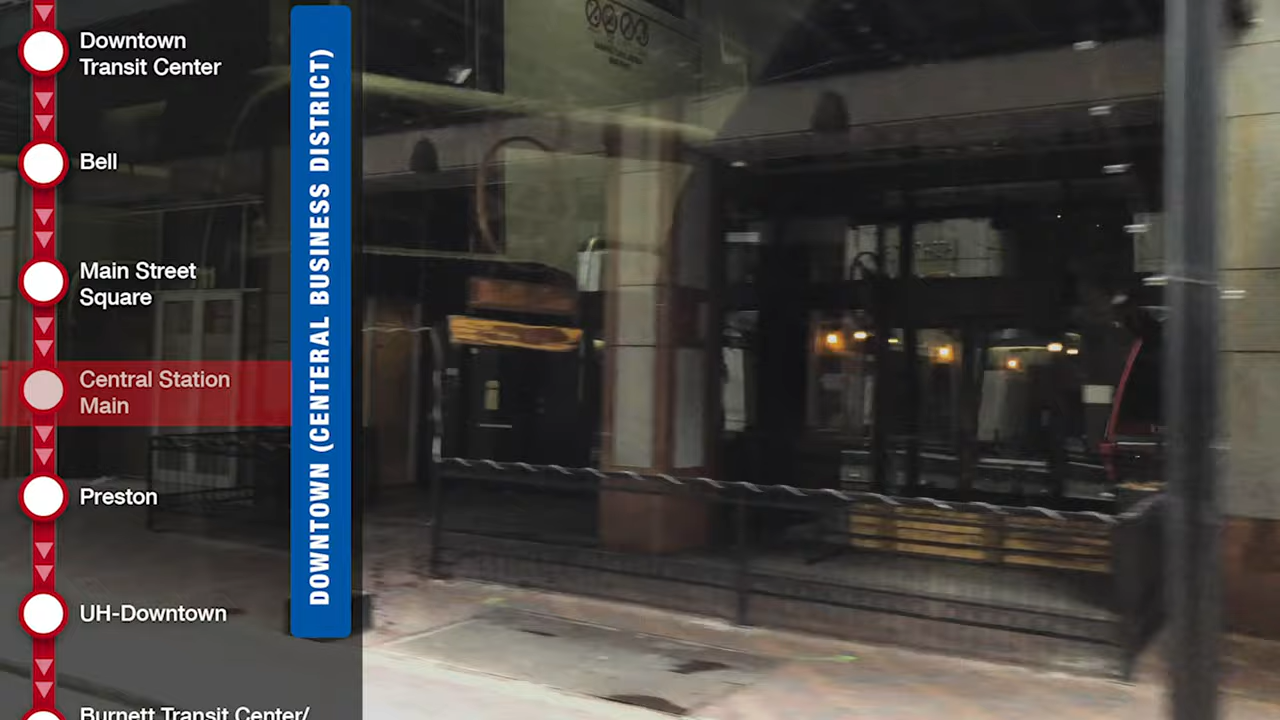 Downtown
Transit Center
Bell
Main Street
Square
Central Station
Main
Preston
UH-Downtown
Burnett Transit Center/
DOWNTOWN (CENTERAL BUSINESS DISTRICT)